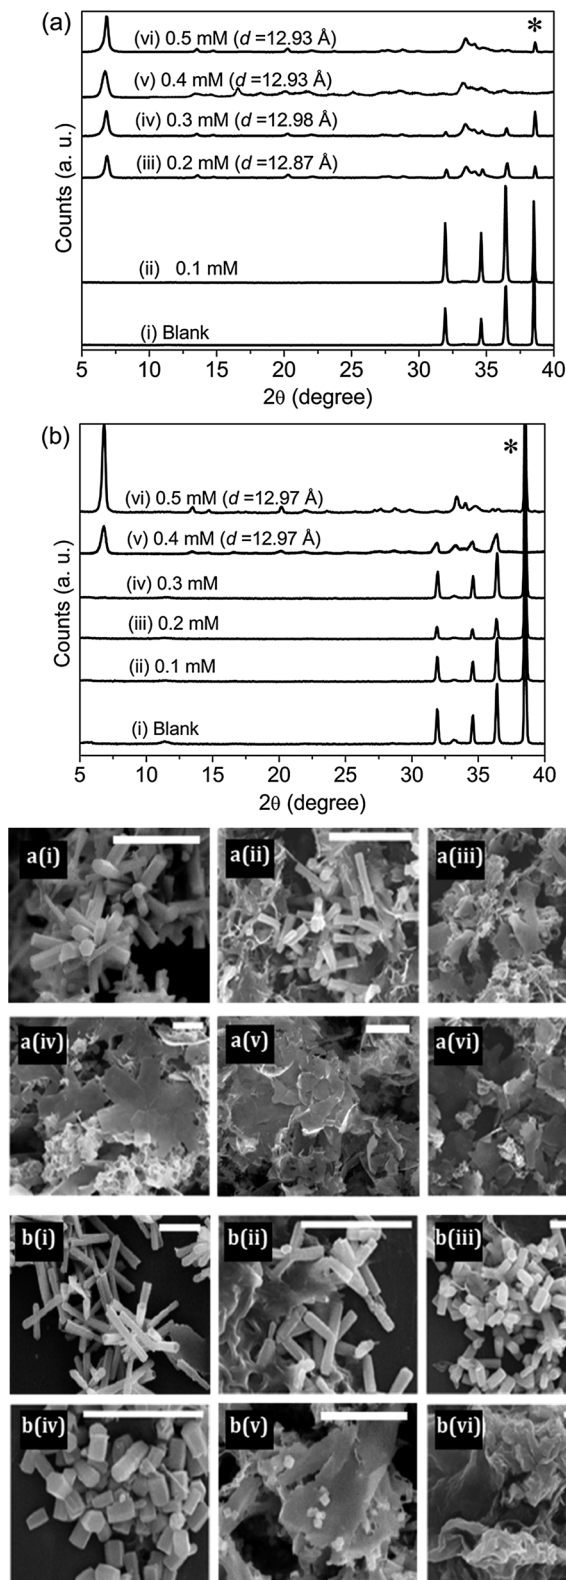 (a)
(vi) 0.5 mM (d =12.93 Å)
*
(v) 0.4 mM (d =12.93 Å)
(iv) 0.3 mM (d =12.98 Å)
(iii) 0.2 mM (d =12.87 Å)
(ii) 0.1 mM
(i) Blank
Counts (a. u.)
5 10 15 20 25 30 35 40
2θ (degree)
(b)
*
(vi) 0.5 mM (d =12.97 Å)
(v) 0.4 mM (d =12.97 Å)
(iv) 0.3 mM
(iii) 0.2 mM
(ii) 0.1 mM
(i) Blank
Counts (a. u.)
5 10 15 20 25 30 35 40
2θ (degree)
a(i) a(ii) a(iii)
a(iv) a(v) a(vi)
b(i) b(ii) b(iii)
b(iv) b(v) b(vi)